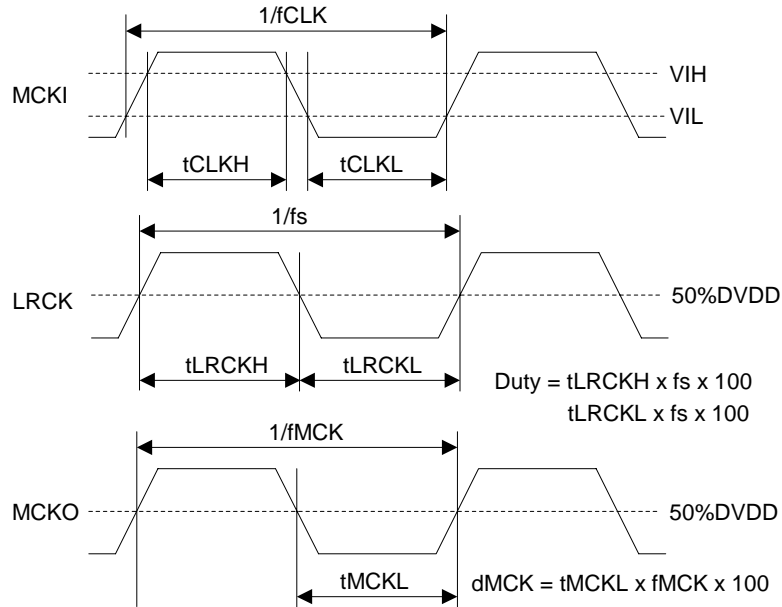 1/fCLK
MCKI
VIH
VIL
tCLKH
tCLKL
1/fs
LRCK
50%DVDD
tLRCKH
tLRCKL
Duty = tLRCKH x fs x 100
tLRCKL x fs x 100
1/fMCK
MCKO
50%DVDD
tMCKL
dMCK = tMCKL x fMCK x 100